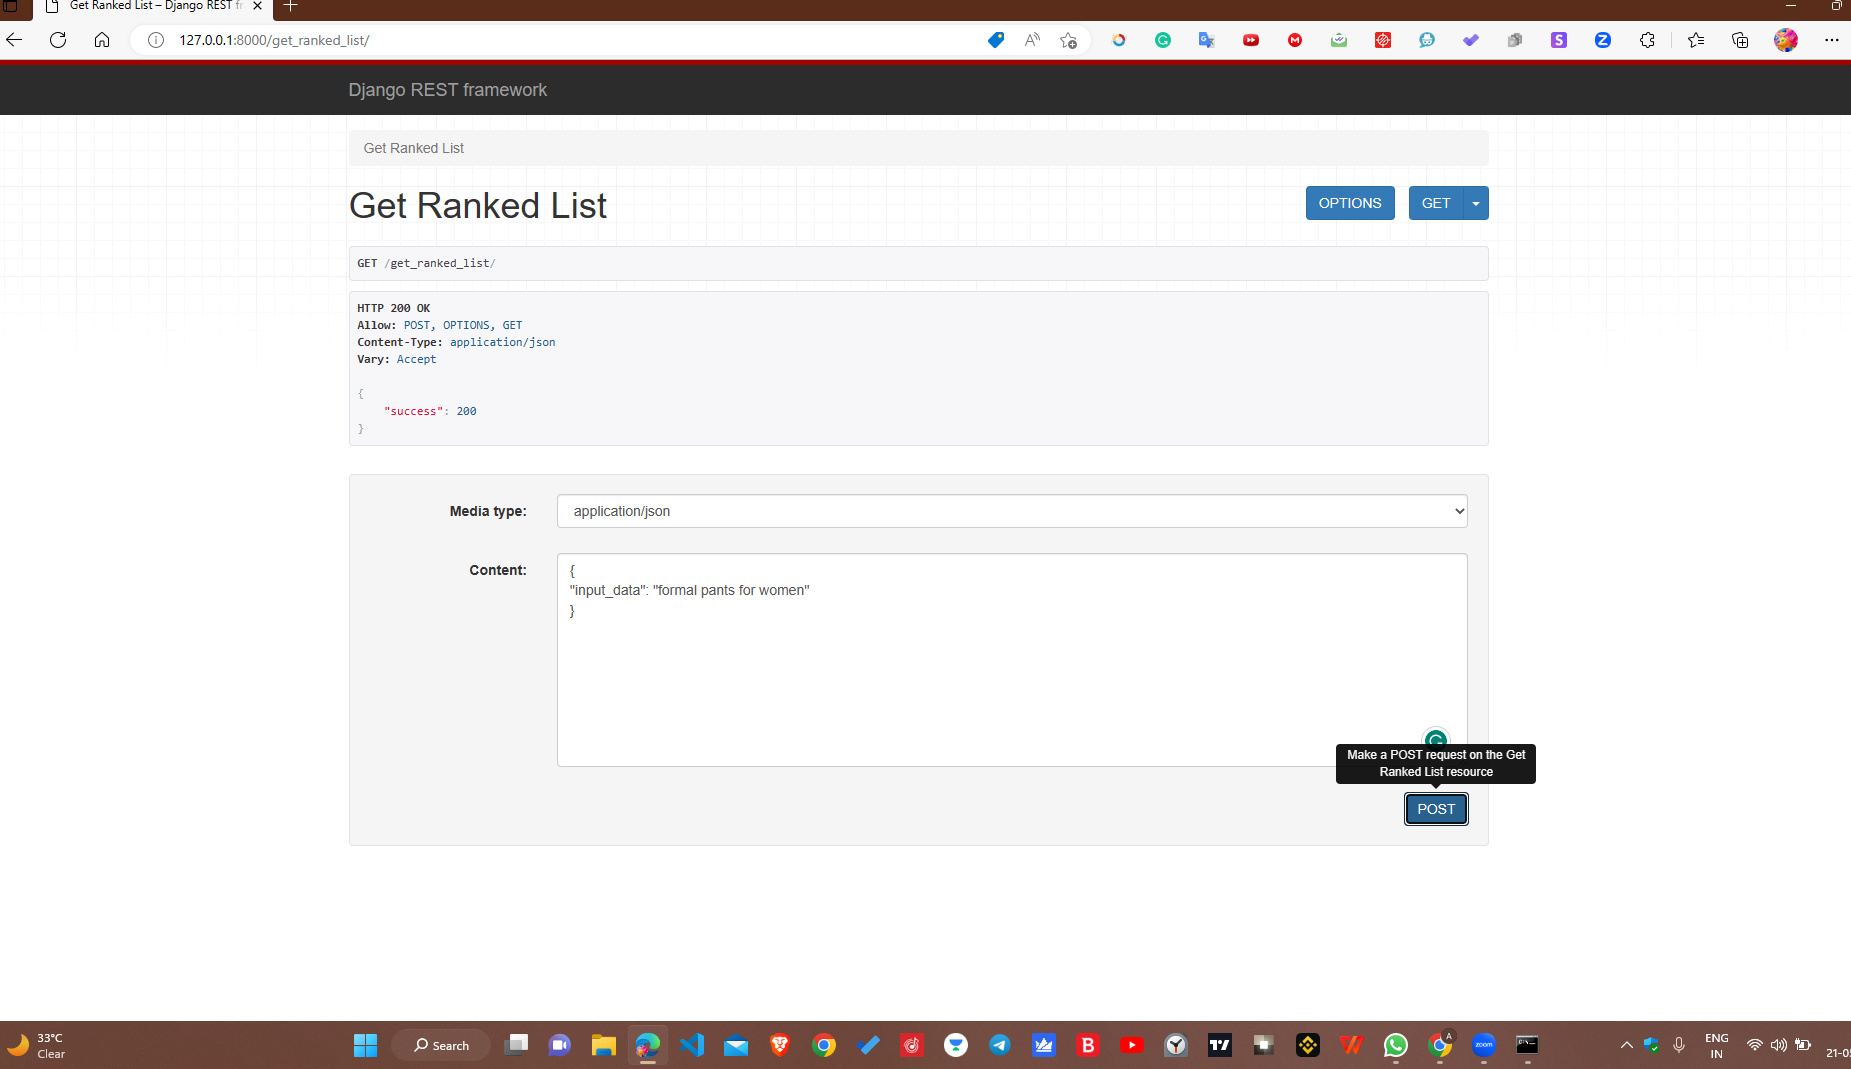 Get Ranked List – Django REST fr
127.0.0.1:8000/get_ranked_list/
Django REST framework
Get Ranked List
Get Ranked List
OPTIONS
GET
GET /get_ranked_list/
HTTP 200 OK
Allow: POST, OPTIONS, GET
Content-Type: application/json
Vary: Accept
{
"success": 200
}
Media type:
application/json
Content:
{
"input_data": "formal pants for women"
}
Make a POST request on the Get
Ranked List resource
POST
33°C
Clear
Search
zoom
ENG
IN
21-0